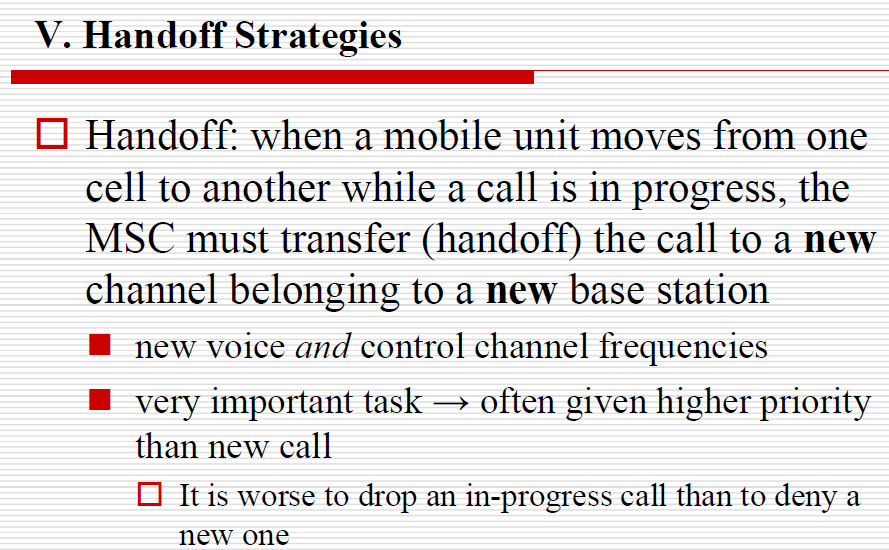 V. Handoff Strategies
Handoff: when a mobile unit moves from one
cell to another while a call is in progress, the
MSC must transfer (handoff) the call to a new
channel belonging to a new base station
new voice and control channel frequencies
very important task → often given higher priority
than new call
It is worse to drop an in-progress call than to deny a
new one